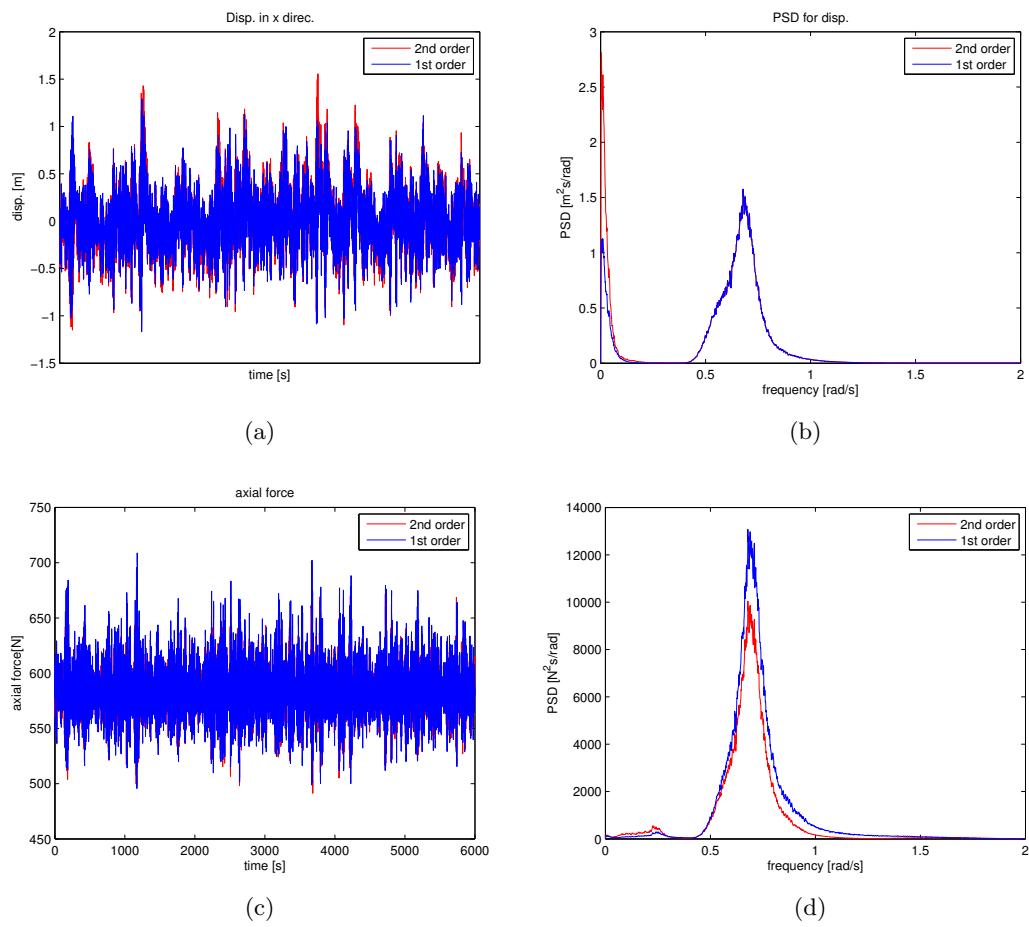 Disp. in x direc.
2
1.5
1
0.5
0
−0.5
−1
−1.5
disp. [m]
time [s]
2nd order
1st order
(a)
PSD for disp.
3
2.5
2
1.5
1
0.5
0
PSD [m²s/rad]
0 0.5 1 1.5 2
frequency [rad/s]
2nd order
1st order
(b)
axial force
750
700
650
600
550
500
450
axial force[N]
0 1000 2000 3000 4000 5000 6000
time [s]
2nd order
1st order
(c)
14000
12000
10000
8000
6000
4000
2000
0
PSD [N²s/rad]
0 0.5 1 1.5 2
frequency [rad/s]
2nd order
1st order
(d)